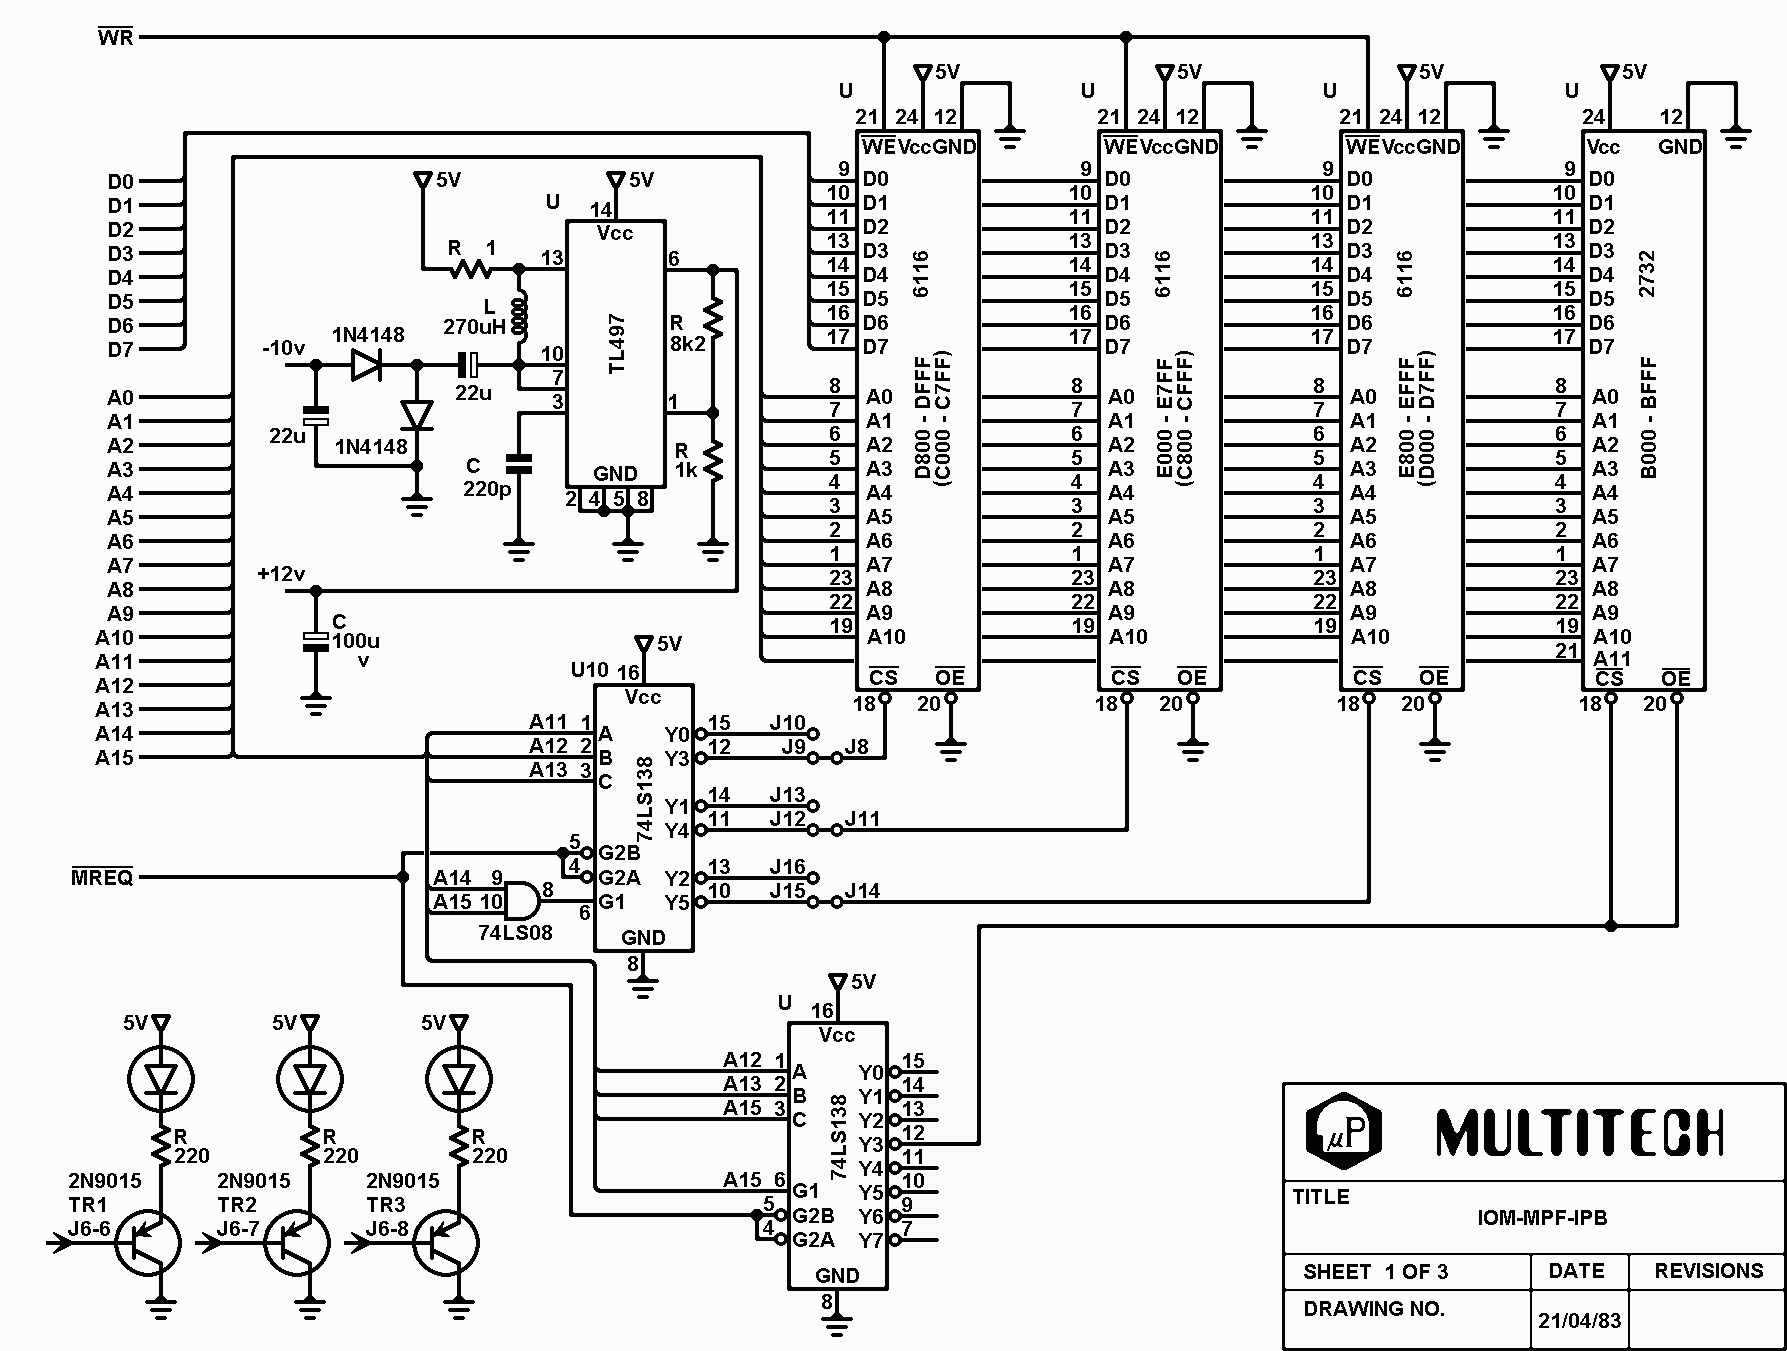 WR
U 5V
21 24 12
WE Vcc GND
9 D0
10 D1
11 D2
13 D3
14 D4
15 D5
16 D6
17 D7
8 A0
7 A1
6 A2
5 A3
4 A4
3 A5
2 A6
1 A7
23 A8
22 A9
19 A10
CS OE
18 20
6116
D800 - DFFF
(C000 - C7FF)
U 5V
21 24 12
WE Vcc GND
9 D0
10 D1
11 D2
13 D3
14 D4
15 D5
16 D6
17 D7
8 A0
7 A1
6 A2
5 A3
4 A4
3 A5
2 A6
1 A7
23 A8
22 A9
19 A10
CS OE
18 20
6116
E000 - E7FF
(C800 - CFFF)
U 5V
21 24 12
WE Vcc GND
9 D0
10 D1
11 D2
13 D3
14 D4
15 D5
16 D6
17 D7
8 A0
7 A1
6 A2
5 A3
4 A4
3 A5
2 A6
1 A7
23 A8
22 A9
19 A10
CS OE
18 20
6116
E800 - EFFF
(D000 - D7FF)
U 5V
24 12
Vcc GND
9 D0
10 D1
11 D2
13 D3
14 D4
15 D5
16 D6
17 D7
8 A0
7 A1
6 A2
5 A3
4 A4
3 A5
2 A6
1 A7
23 A8
22 A9
19 A10
21 A11
CS OE
18 20
2732
B000 - BFFF
D0
D1
D2
D3
D4
D5
D6
D7
A0
A1
A2
A3
A4
A5
A6
A7
A8
A9
A10
A11
A12
A13
A14
A15
5V
U 5V
14
Vcc
R 1
13
6
L
270uH
TL497
R
8k2
1N4148
-10v
10
7
22u
3
1
22u
1N4148
C
220p
R
1k
GND
2 4 5 8
+12v
C
100u
v
5V
U10 16
Vcc
A11 1 A
A12 2 B
A13 3 C
74LS138
Y0 15 J10
Y3 12 J9 J8
Y1 14 J13
Y4 11 J12 J11
5 G2B
4 G2A
Y2 13 J16
Y5 10 J15 J14
MREQ
A14 9
A15 10
8
6 G1
74LS08
GND
8
5V
U 16
Vcc
A12 1 A
A13 2 B
A15 3 C
74LS138
Y0 15
Y1 14
Y2 13
Y3 12
Y4 11
Y5 10
Y6 9
Y7 7
A15 6 G1
5 G2B
4 G2A
GND
8
5V
R
220
2N9015
TR1
J6-6
5V
R
220
2N9015
TR2
J6-7
5V
R
220
2N9015
TR3
J6-8
µP MULTITECH
TITLE
IOM-MPF-IPB
SHEET 1 OF 3 DATE REVISIONS
DRAWING NO. 21/04/83